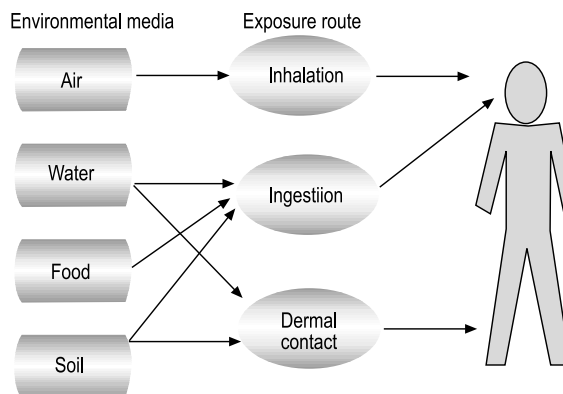 Environmental media
Exposure route
Air
Inhalation
Water
Ingestiion
Food
Dermal
contact
Soil